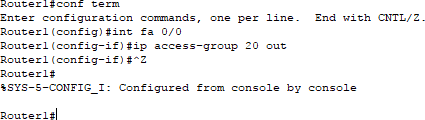 Router1#conf term
Enter configuration commands, one per line.  End with CNTL/Z.
Router1(config)#int fa 0/0
Router1(config-if)#ip access-group 20 out
Router1(config-if)#^Z
Router1#
%SYS-5-CONFIG_I: Configured from console by console
Router1#